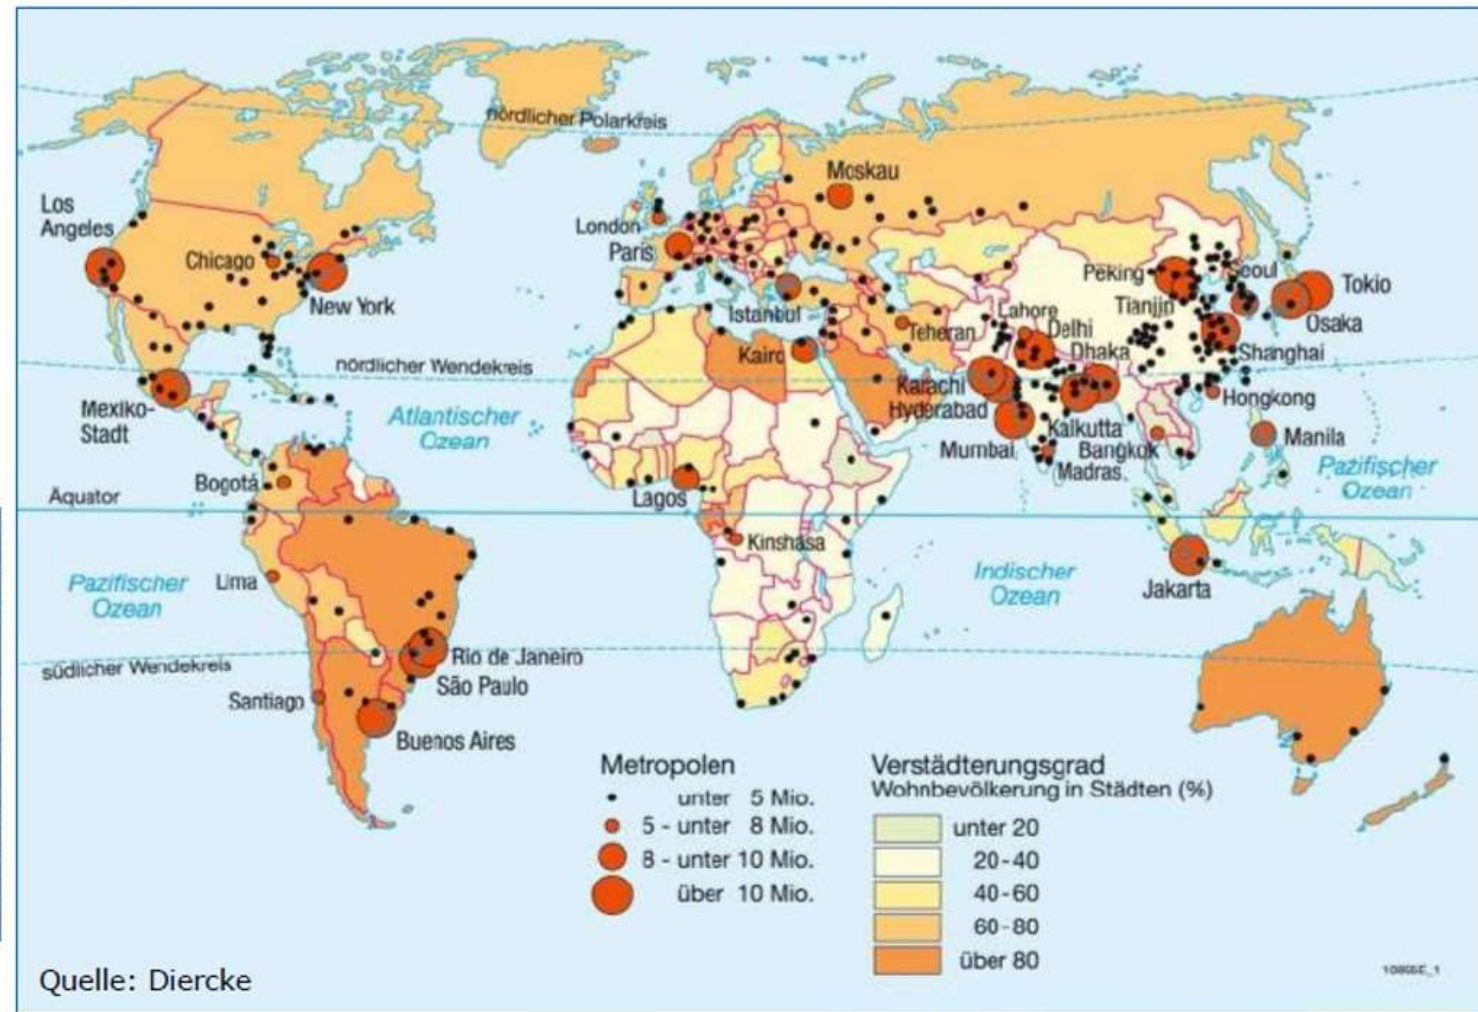 nördlicher Polarkreis
Moskau
Los
Angeles
London
Paris
Chicago
New York
Istanbul
Teheran
Lahore
Delhi
Dhaka
Peking
Tianjin
Seoul
Tokio
Osaka
Shanghai
nördlicher Wendekreis
Kairo
Karachi
Hyderabad
Hongkong
Mexiko-
Stadt
Atlantischer
Ozean
Mumbai
Kalkutta
Bangkok
Madras
Manila
Pazifischer
Ozean
Bogotá
Äquator
Lagos
Kinshasa
Lima
Pazifischer
Ozean
Indischer
Ozean
Jakarta
südlicher Wendekreis
Rio de Janeiro
São Paulo
Santiago
Buenos Aires
Metropolen
unter 5 Mio.
5 - unter 8 Mio.
8 - unter 10 Mio.
über 10 Mio.
Verstädterungsgrad
Wohnbevölkerung in Städten (%)
unter 20
20-40
40-60
60-80
über 80
Quelle: Diercke